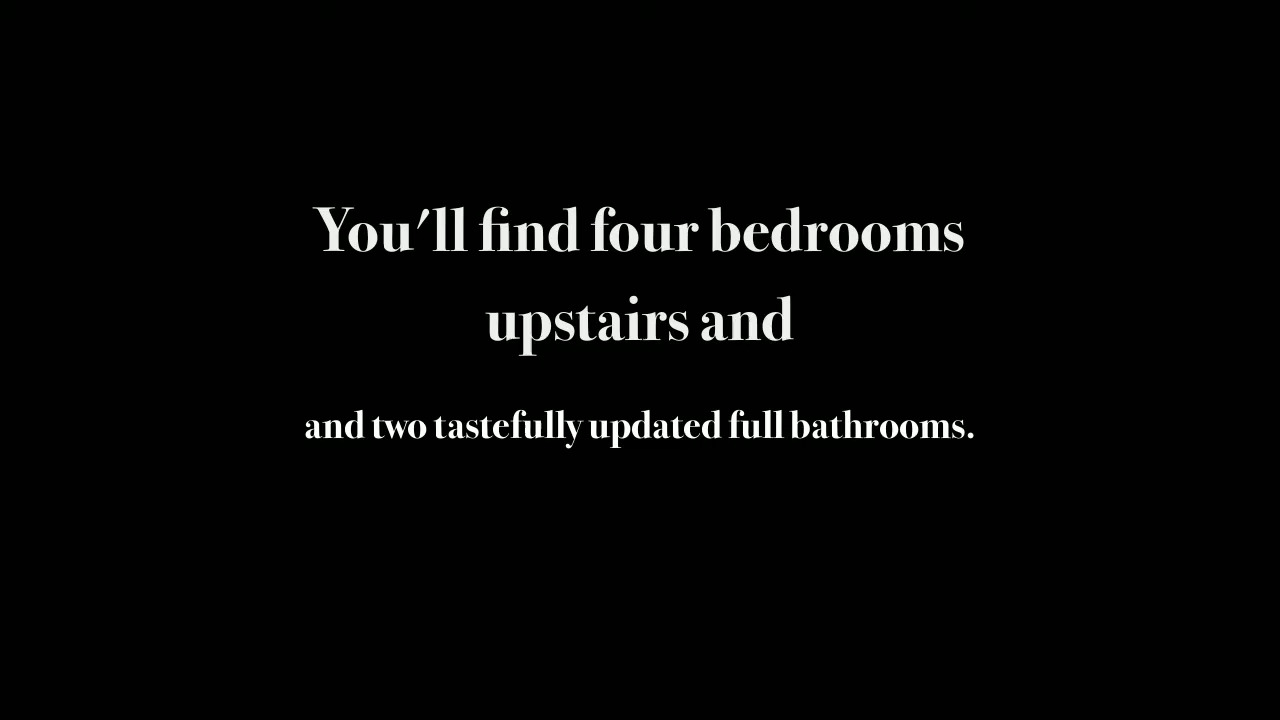 You'll find four bedrooms
upstairs and
and two tastefully updated full bathrooms.